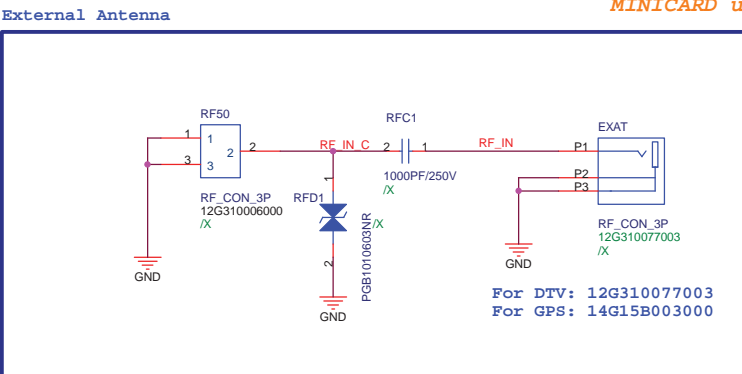 External Antenna
MINICARD u
RF50
1
1
2
2
3
3
RF_CON_3P
12G310006000
/X
GND
RF_IN_C
RFD1
1
2
PGB1010603NR
/X
GND
RFC1
2
1
1000PF/250V
/X
RF_IN
EXAT
P1
P2
P3
RF_CON_3P
12G310077003
/X
GND
For DTV: 12G310077003
For GPS: 14G15B003000